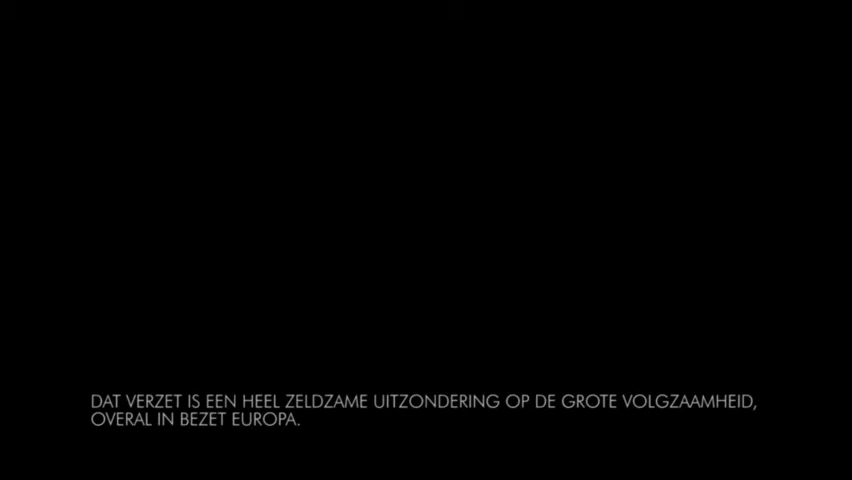 DAT VERZET IS EEN HEEL ZELDZAME UITZONDERING OP DE GROTE VOLGZAAMHEID,
OVERAL IN BEZET EUROPA.